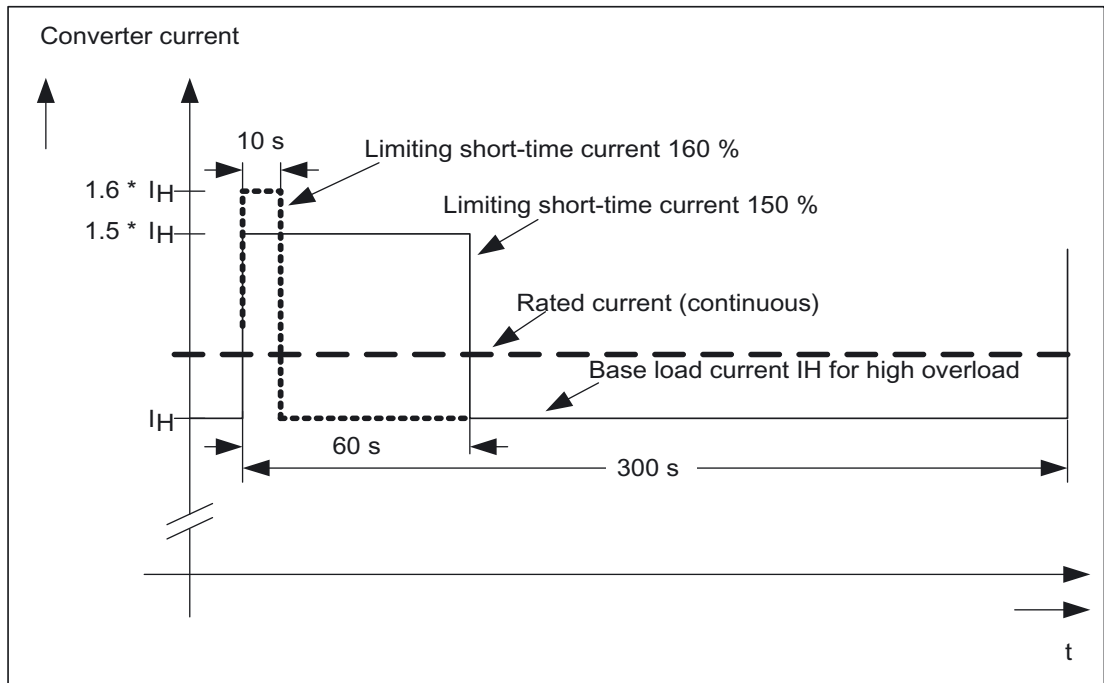 Converter current
10 s
Limiting short-time current 160 %
1.6 * IH
Limiting short-time current 150 %
1.5 * IH
Rated current (continuous)
Base load current IH for high overload
IH
60 s
300 s
t